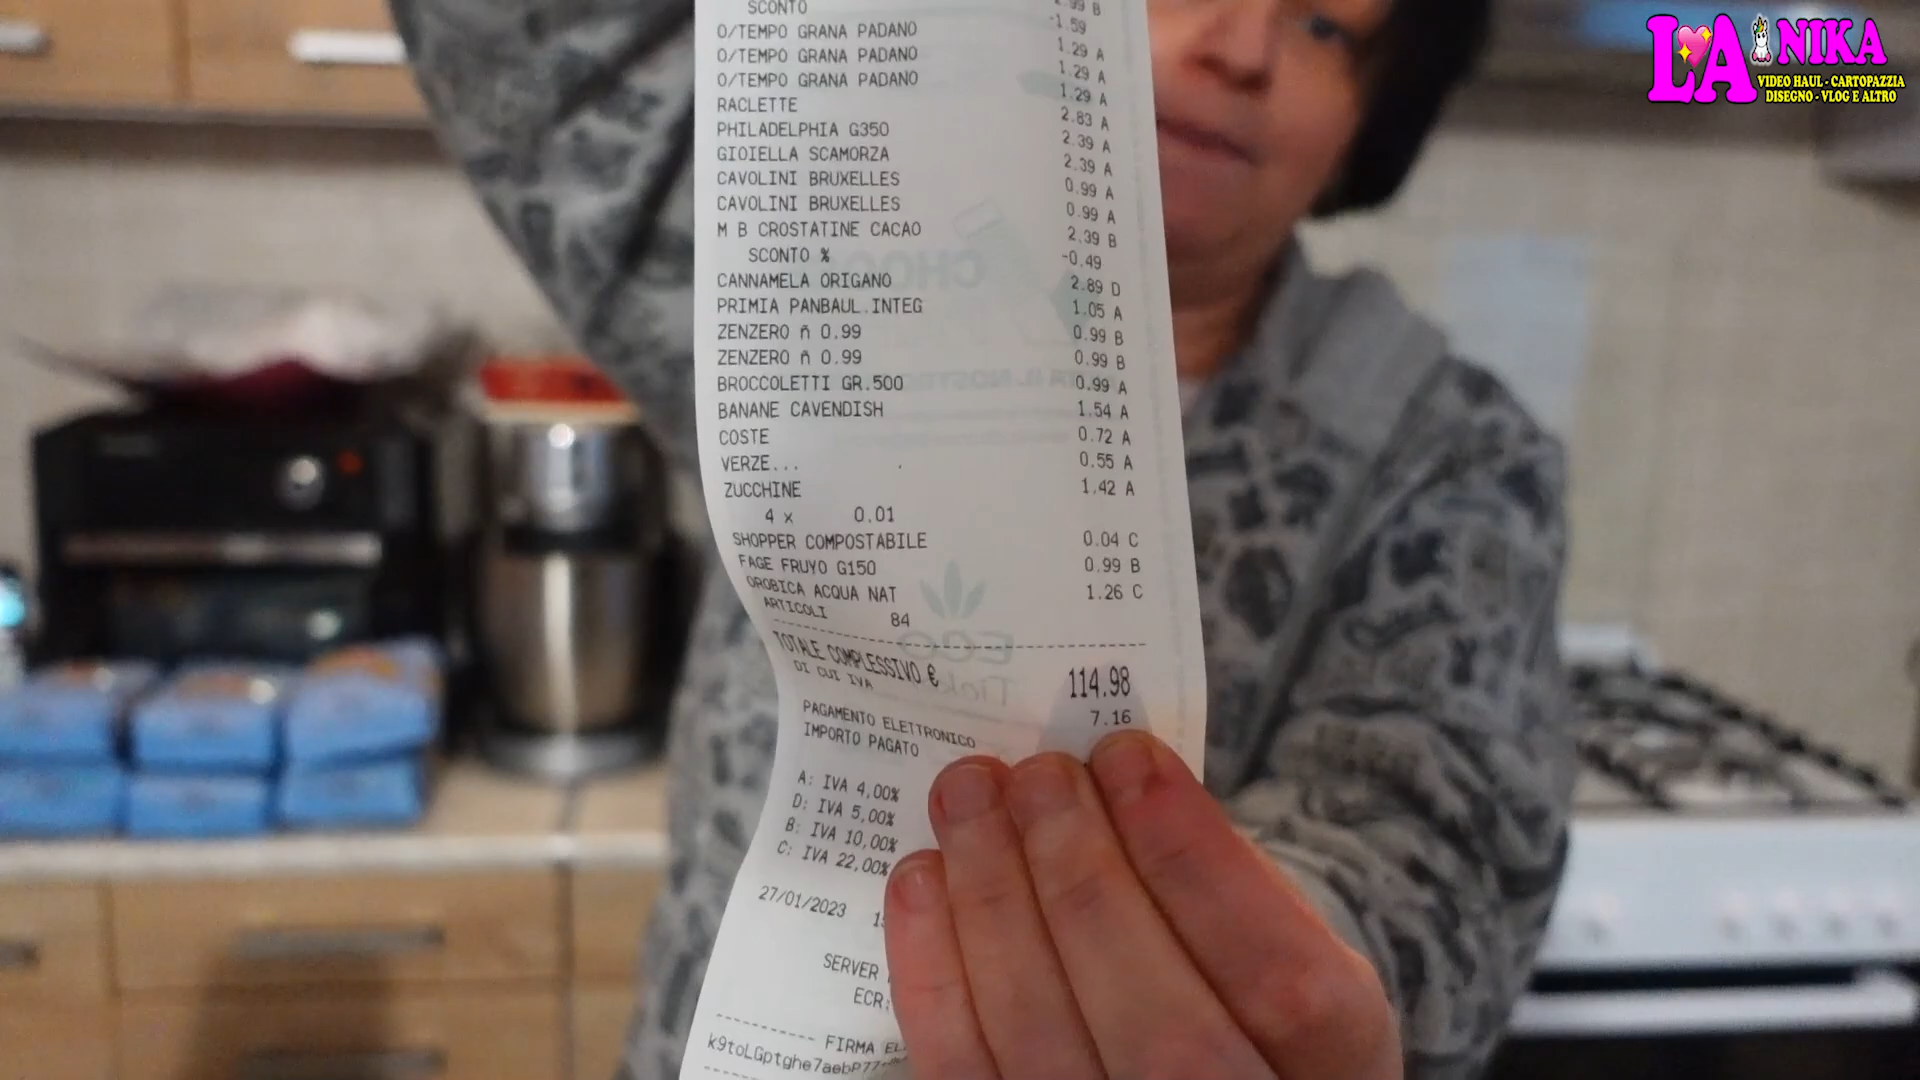 LA NIKA
VIDEO HAUL - CARTOPAZZIA
DISEGNO - VLOG E ALTRO
SCONTO 2.99 B
O/TEMPO GRANA PADANO -1.59
O/TEMPO GRANA PADANO 1.29 A
O/TEMPO GRANA PADANO 1.29 A
RACLETTE 1.29 A
PHILADELPHIA G350 2.83 A
GIOIELLA SCAMORZA 2.39 A
CAVOLINI BRUXELLES 2.39 A
CAVOLINI BRUXELLES 0.99 A
M B CROSTATINE CACAO 0.99 A
SCONTO % 2.39 B
-0.49
CANNAMELA ORIGANO 2.89 D
PRIMIA PANBAUL.INTEG 1.05 A
ZENZERO ñ 0.99 0.99 B
ZENZERO ñ 0.99 0.99 B
BROCCOLETTI GR.500 0.99 A
BANANE CAVENDISH 1.54 A
COSTE 0.72 A
VERZE... 0.55 A
ZUCCHINE 1.42 A
4 x 0.01
SHOPPER COMPOSTABILE 0.04 C
FAGE FRUYO G150 0.99 B
OROBICA ACQUA NAT 1.26 C
ARTICOLI 84
TOTALE COMPLESSIVO € 114.98
DI CUI IVA 7.16
PAGAMENTO ELETTRONICO
IMPORTO PAGATO
A: IVA 4,00%
D: IVA 5,00%
B: IVA 10,00%
C: IVA 22,00%
27/01/2023
SERVER
ECR:
FIRMA